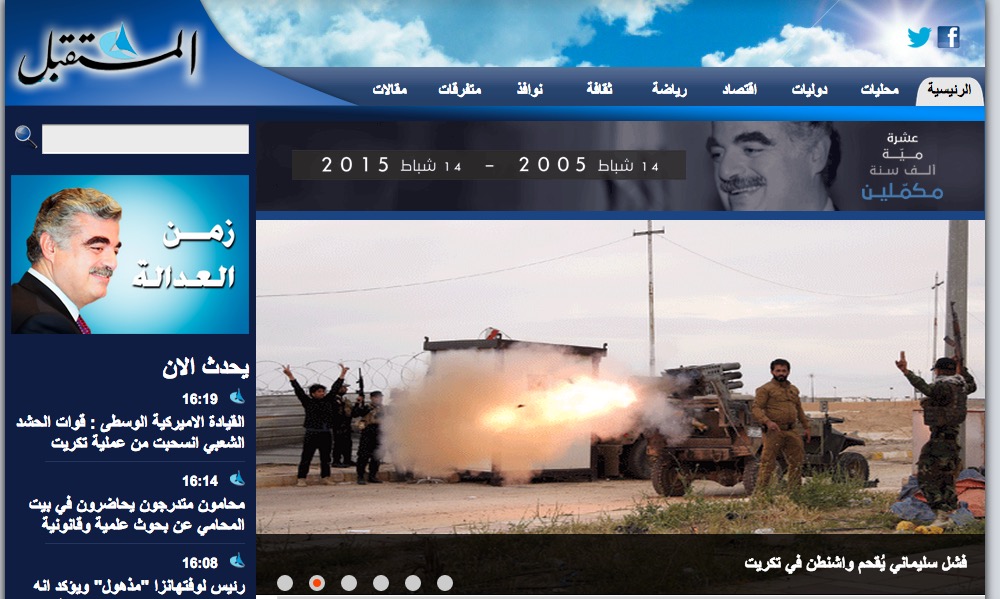 المستقبل
الرئيسية
محليات
دوليات
اقتصاد
رياضة
ثقافة
نوافذ
متفرقات
مقالات
عشرة
ميّة
ألف سنة
مكمّلين
14 شباط 2005 – 14 شباط 2015
زمن
العدالة
يحدث الان
16:19
القيادة الاميركية الوسطى : قوات الحشد
الشعبي انسحبت من عملية تكريت
16:14
محامون متدرجون يحاضرون في بيت
المحامي عن بحوث علمية وقانونية
16:08
رئيس لوفتهانزا "مذهول" ويؤكد انه
فشل سليماني يُقحم واشنطن في تكريت